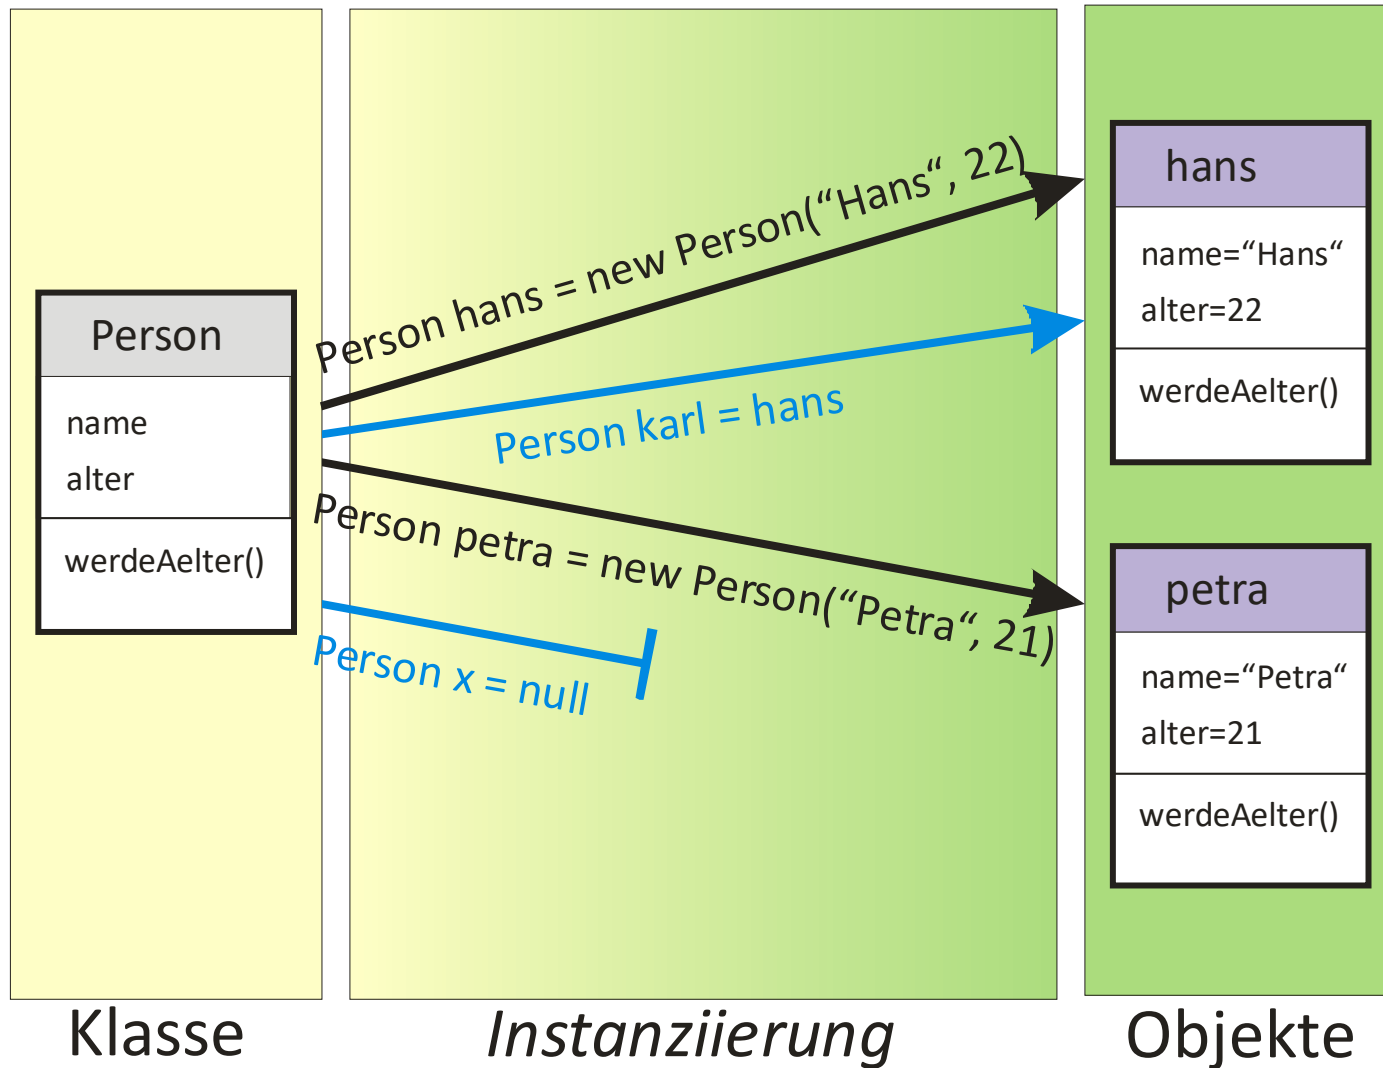 Person
name
alter
werdeAelter()
Person hans = new Person(“Hans“, 22)
Person karl = hans
Person petra = new Person(“Petra“, 21)
Person x = null
hans
name=“Hans“
alter=22
werdeAelter()
petra
name=“Petra“
alter=21
werdeAelter()
Klasse
Instanziierung
Objekte